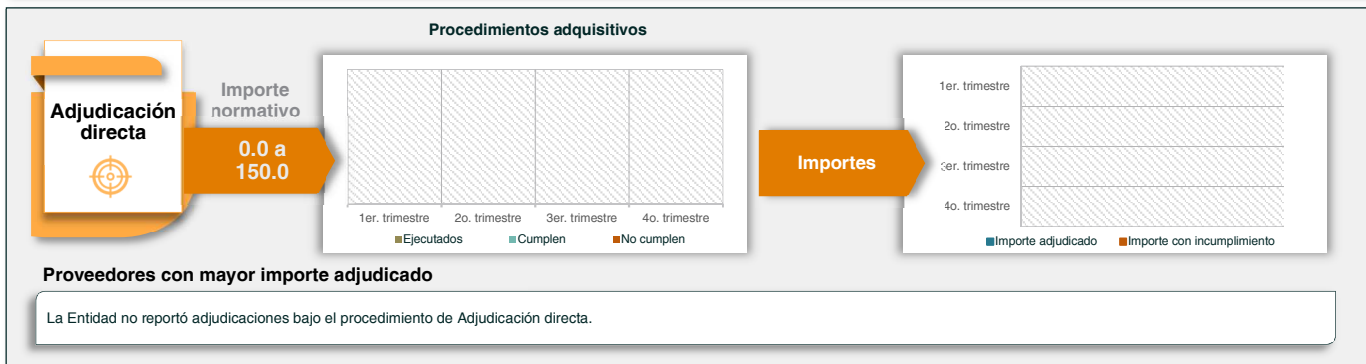 Procedimientos adquisitivos
Adjudicación
directa
Importe
normativo
0.0 a
150.0
1er. trimestre
2o. trimestre
3er. trimestre
4o. trimestre
Ejecutados
Cumplen
No cumplen
Importes
1er. trimestre
2o. trimestre
3er. trimestre
4o. trimestre
Importe adjudicado
Importe con incumplimiento
Proveedores con mayor importe adjudicado
La Entidad no reportó adjudicaciones bajo el procedimiento de Adjudicación directa.